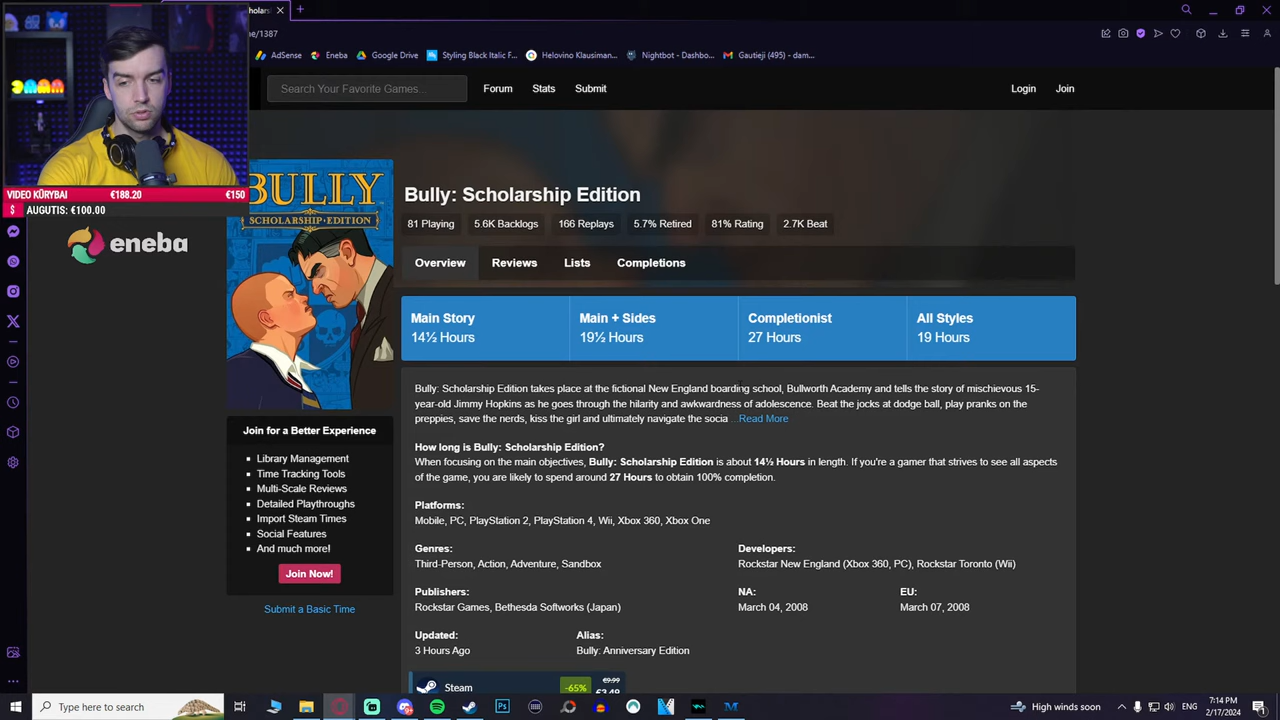 holars
me/1387
AdSense
Eneba
Google Drive
Styling Black Italic F...
Helovino Klausiman...
Nightbot - Dashbo...
Gautieji - dam...
Search Your Favorite Games...
Forum
Stats
Submit
Login
Join
VIDEO KŪRYBAI €188.20 €150
$ AUGUTIS: €100.00
eneba
BULLY
SCHOLARSHIP·EDITION
Bully: Scholarship Edition
81 Playing
5.6K Backlogs
166 Replays
5.7% Retired
81% Rating
2.7K Beat
Overview
Reviews
Lists
Completions
Main Story
14½ Hours
Main + Sides
19½ Hours
Completionist
27 Hours
All Styles
19 Hours
Bully: Scholarship Edition takes place at the fictional New England boarding school, Bullworth Academy and tells the story of mischievous 15-
year-old Jimmy Hopkins as he goes through the hilarity and awkwardness of adolescence. Beat the jocks at dodge ball, play pranks on the
preppies, save the nerds, kiss the girl and ultimately navigate the socia ...Read More
How long is Bully: Scholarship Edition?
When focusing on the main objectives, Bully: Scholarship Edition is about 14½ Hours in length. If you're a gamer that strives to see all aspects
of the game, you are likely to spend around 27 Hours to obtain 100% completion.
Platforms:
Mobile, PC, PlayStation 2, PlayStation 4, Wii, Xbox 360, Xbox One
Genres:
Third-Person, Action, Adventure, Sandbox
Developers:
Rockstar New England (Xbox 360, PC), Rockstar Toronto (Wii)
Publishers:
Rockstar Games, Bethesda Softworks (Japan)
NA:
March 04, 2008
EU:
March 07, 2008
Updated:
3 Hours Ago
Alias:
Bully: Anniversary Edition
Steam
-65%
€9.99
€3.49
Join for a Better Experience
Library Management
Time Tracking Tools
Multi-Scale Reviews
Detailed Playthroughs
Import Steam Times
Social Features
And much more!
Join Now!
Submit a Basic Time
Type here to search
High winds soon
ENG
7:14 PM
2/17/2024